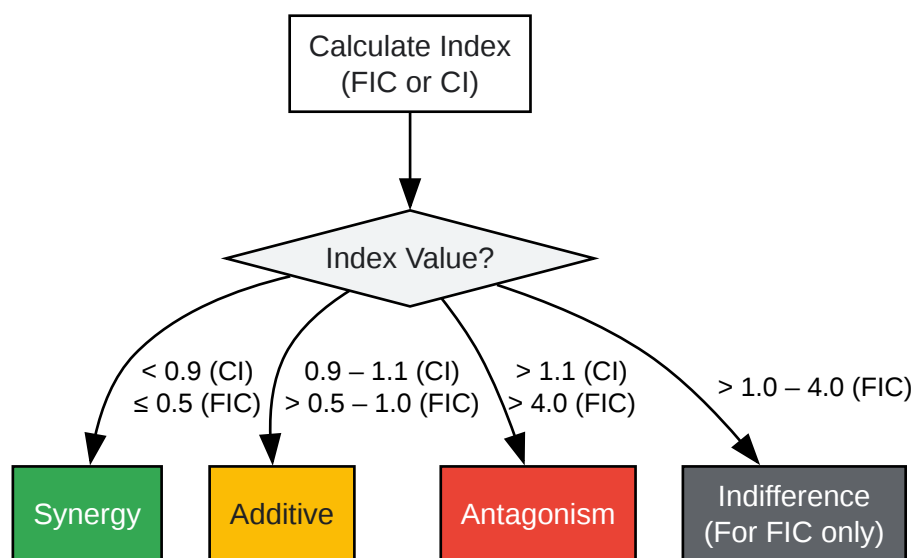 Calculate Index
(FIC or CI)
Index Value?
< 0.9 (CI)
≤ 0.5 (FIC)
0.9 – 1.1 (CI)
> 0.5 – 1.0 (FIC)
> 1.1 (CI)
> 4.0 (FIC)
> 1.0 – 4.0 (FIC)
Synergy
Additive
Antagonism
Indifference
(For FIC only)